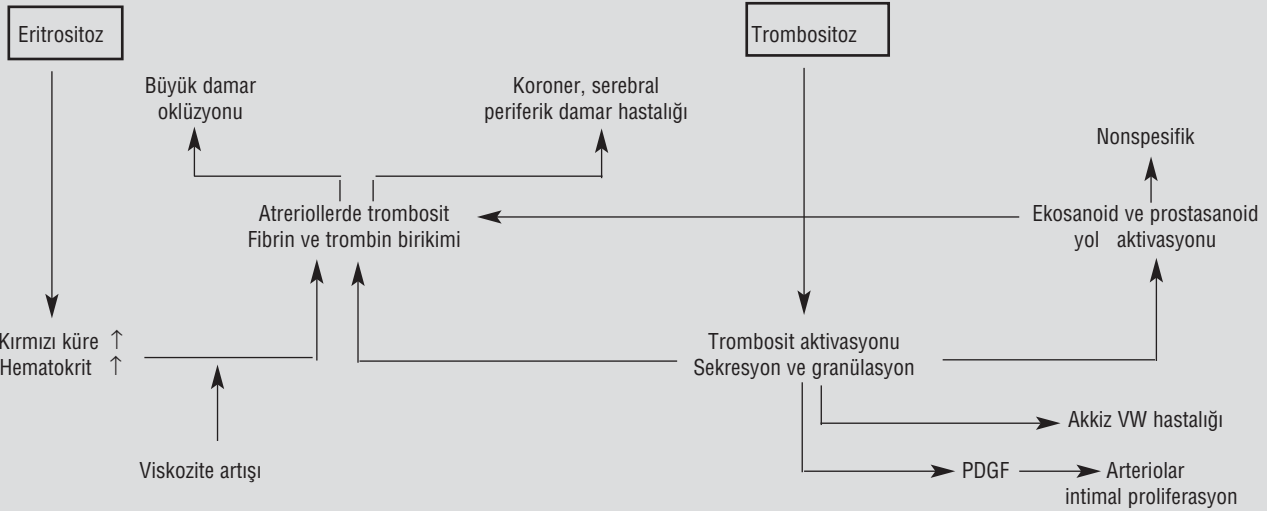 Eritrositoz
Trombositoz
Büyük damar
oklüzyonu
Koroner, serebral
periferik damar hastalığı
Nonspesifik
Atreriollerde trombosit
Fibrin ve trombin birikimi
Ekosanoid ve prostasanoid
yol aktivasyonu
Kırmızı küre ↑
Hematokrit ↑
Trombosit aktivasyonu
Sekresyon ve granülasyon
Akkiz VW hastalığı
Viskozite artışı
PDGF
Arteriolar
intimal proliferasyon